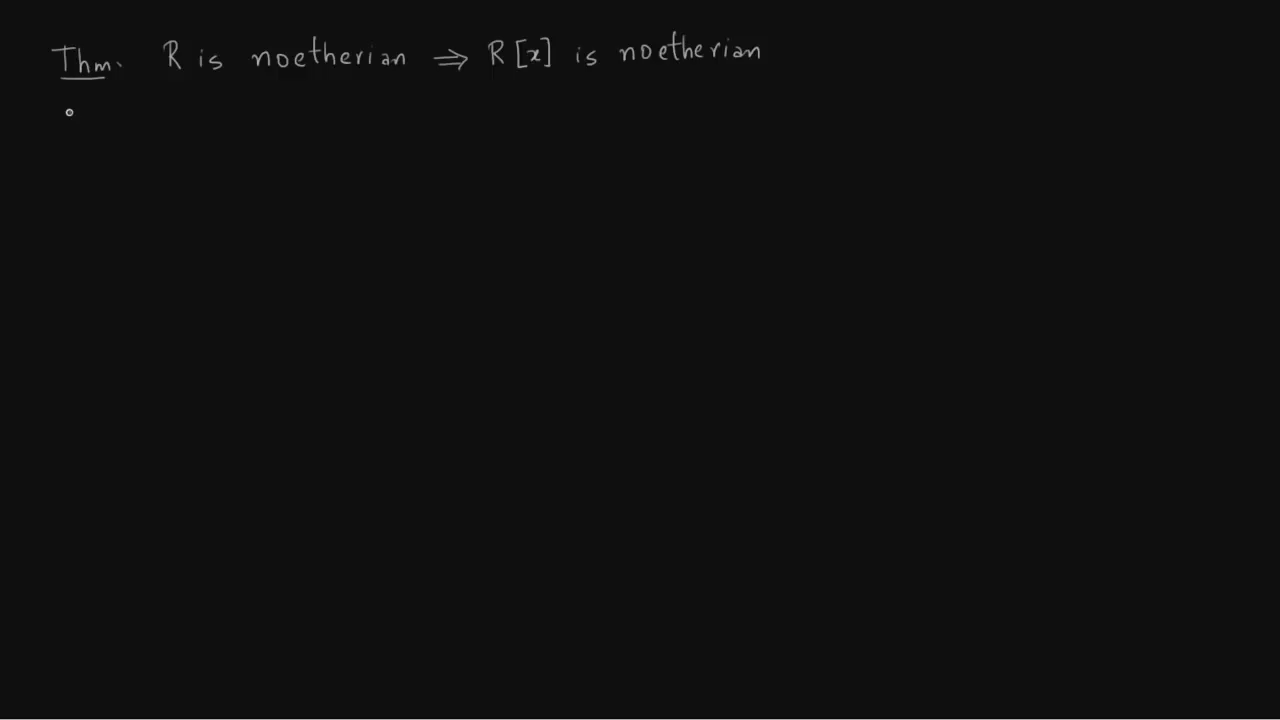 Thm. R is noetherian ⇒ R[x] is noetherian